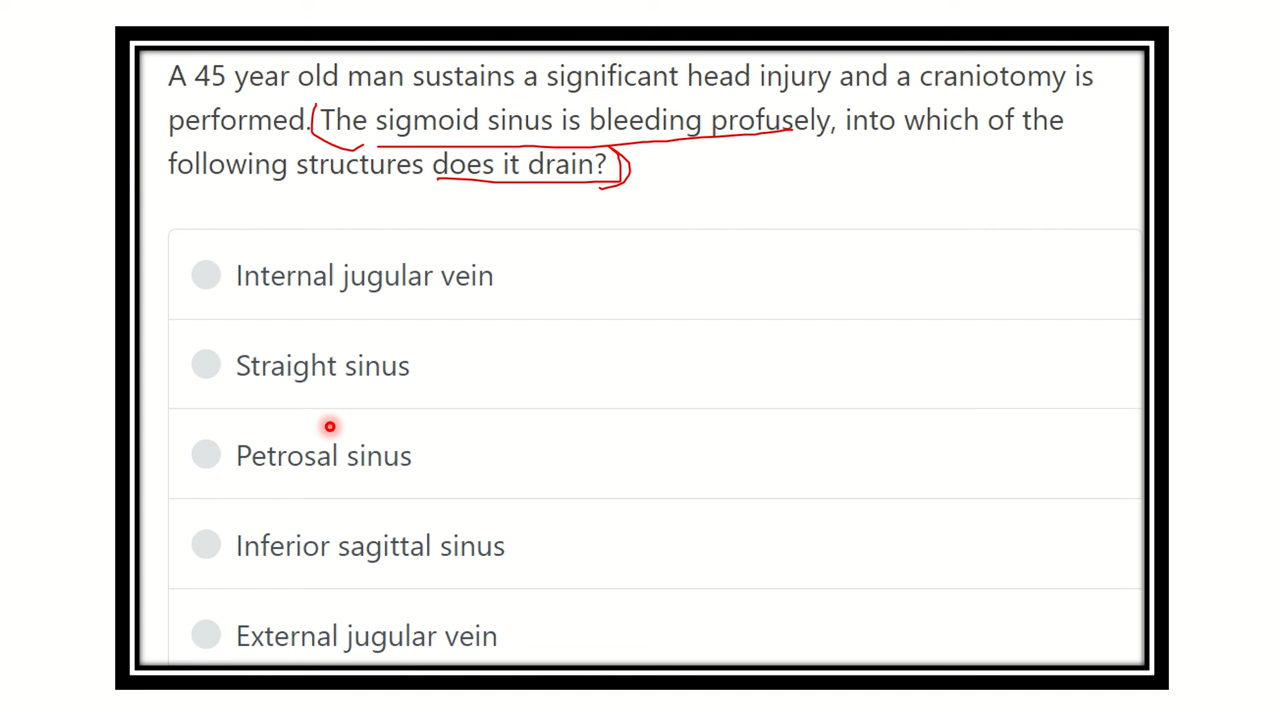 A 45 year old man sustains a significant head injury and a craniotomy is
performed. The sigmoid sinus is bleeding profusely, into which of the
following structures does it drain?
Internal jugular vein
Straight sinus
Petrosal sinus
Inferior sagittal sinus
External jugular vein